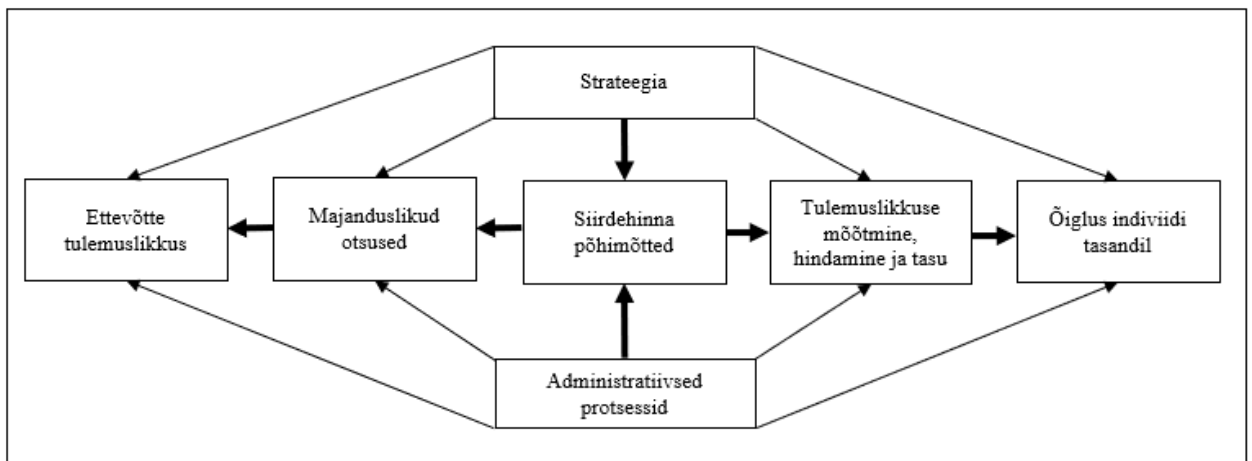 Strateegia
Ettevõtte
tulemuslikkus
Majanduslikud
otsused
Siirdehinna
põhimõtted
Tulemuslikkuse
mõõtmine,
hindamine ja tasu
Õiglus indiviidi
tasandil
Administratiivsed
protsessid